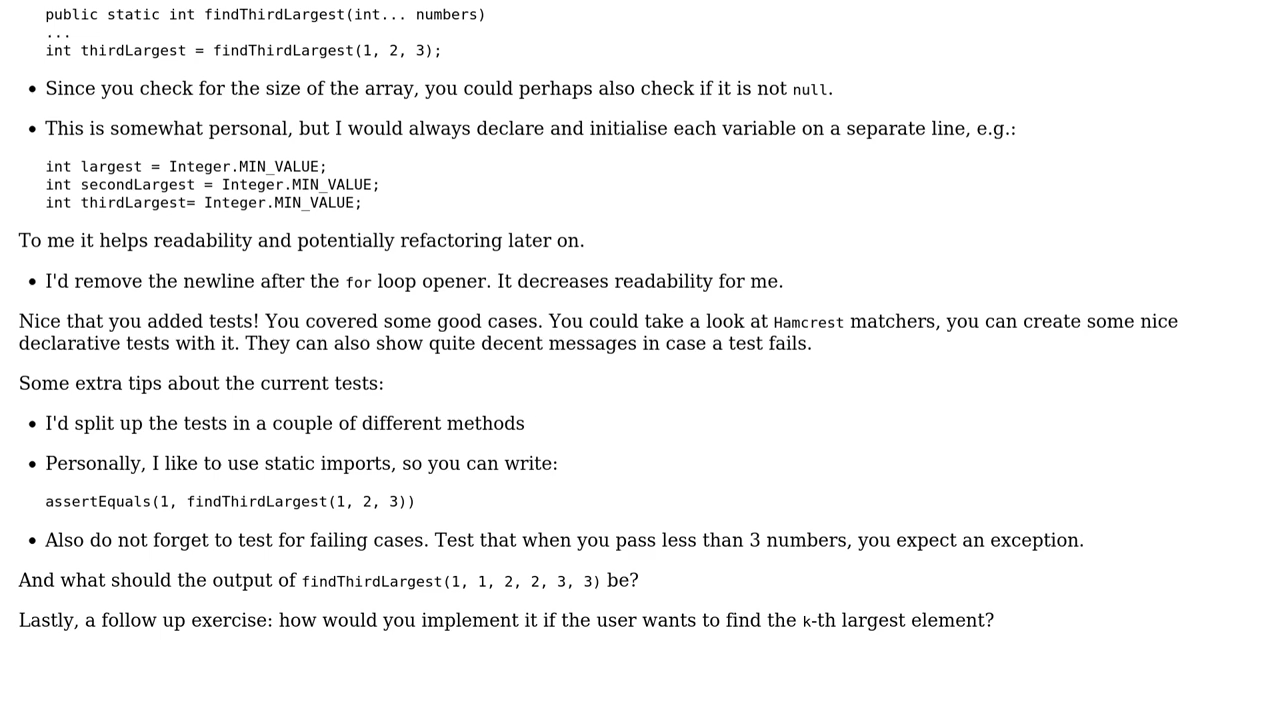 public static int findThirdLargest(int... numbers)
...
int thirdLargest = findThirdLargest(1, 2, 3);
• Since you check for the size of the array, you could perhaps also check if it is not null.
• This is somewhat personal, but I would always declare and initialise each variable on a separate line, e.g.:
int largest = Integer.MIN_VALUE;
int secondLargest = Integer.MIN_VALUE;
int thirdLargest= Integer.MIN_VALUE;
To me it helps readability and potentially refactoring later on.
• I'd remove the newline after the for loop opener. It decreases readability for me.
Nice that you added tests! You covered some good cases. You could take a look at Hamcrest matchers, you can create some nice
declarative tests with it. They can also show quite decent messages in case a test fails.
Some extra tips about the current tests:
• I'd split up the tests in a couple of different methods
• Personally, I like to use static imports, so you can write:
assertEquals(1, findThirdLargest(1, 2, 3))
• Also do not forget to test for failing cases. Test that when you pass less than 3 numbers, you expect an exception.
And what should the output of findThirdLargest(1, 1, 2, 2, 3, 3) be?
Lastly, a follow up exercise: how would you implement it if the user wants to find the k-th largest element?